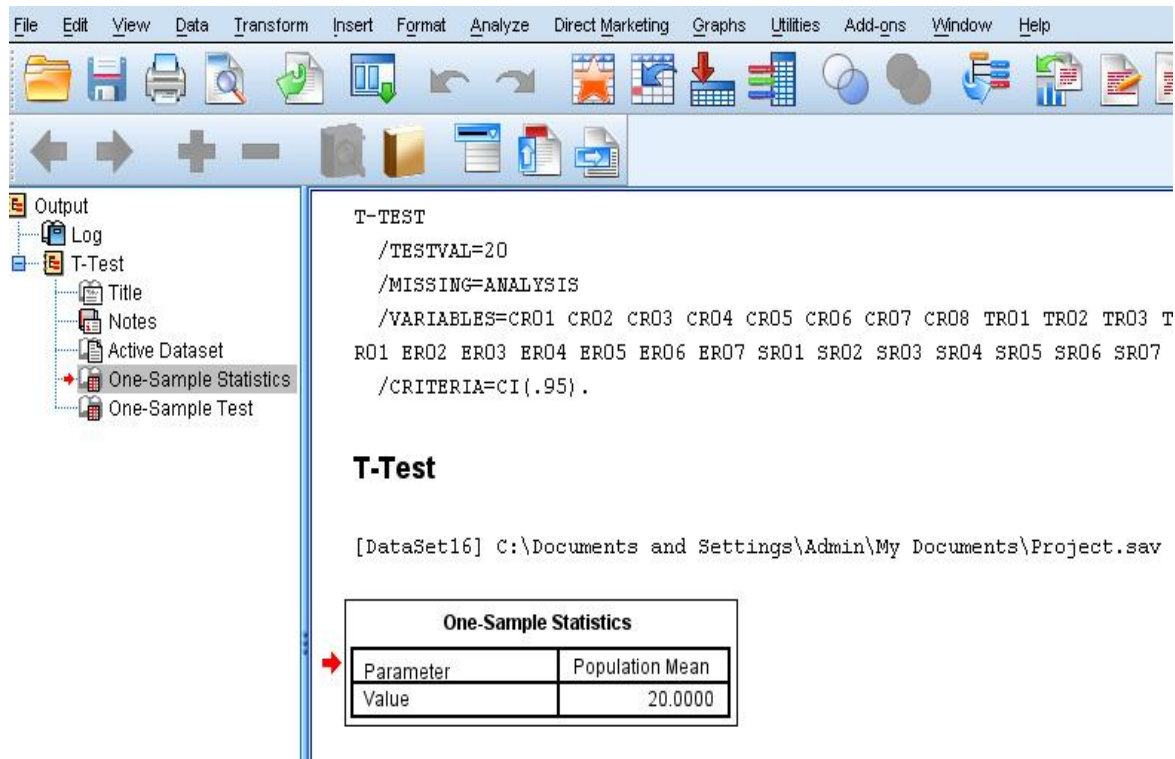 File Edit View Data Transform Insert Format Analyze Direct Marketing Graphs Utilities Add-ons Window Help
Output
Log
T-Test
Title
Notes
Active Dataset
One-Sample Statistics
One-Sample Test
T-TEST
/TESTVAL=20
/MISSING=ANALYSIS
/VARIABLES=CR01 CR02 CR03 CR04 CR05 CR06 CR07 CR08 TR01 TR02 TR03 T
R01 ER02 ER03 ER04 ER05 ER06 ER07 SR01 SR02 SR03 SR04 SR05 SR06 SR07
/CRITERIA=CI(.95).
T-Test
[DataSet16] C:\Documents and Settings\Admin\My Documents\Project.sav
One-Sample Statistics
Parameter Population Mean
Value 20.0000